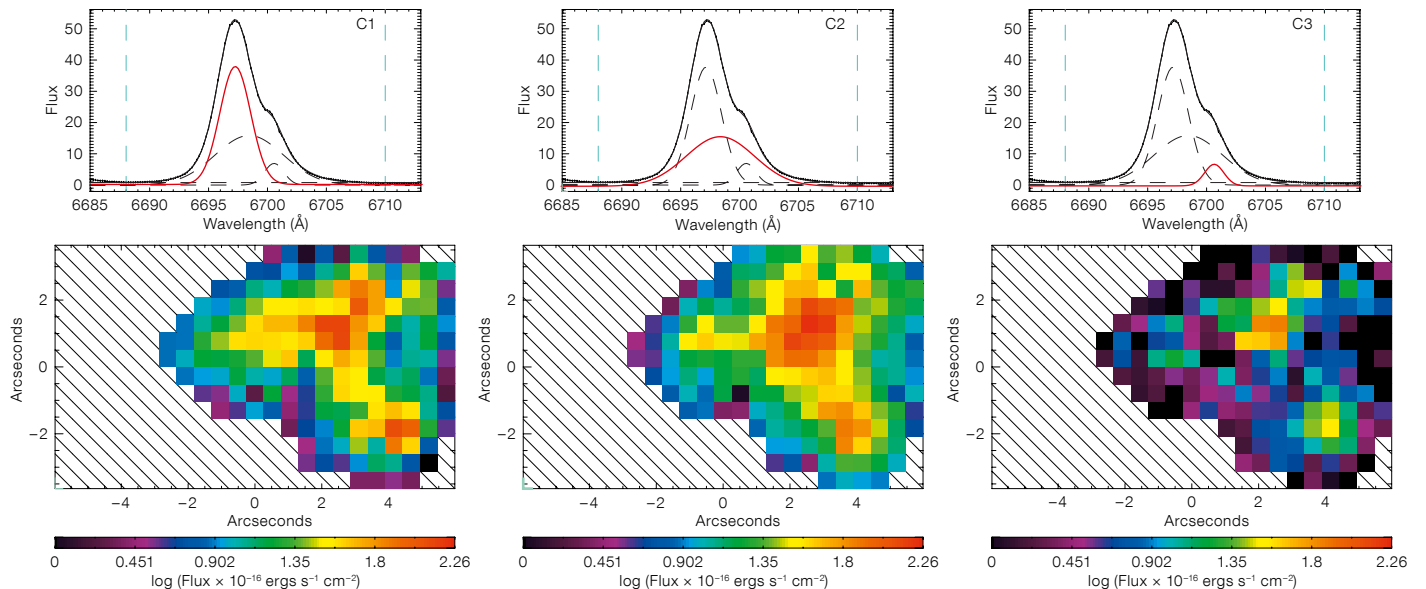 C1
Flux
50
40
30
20
10
0
6685 6690 6695 6700 6705 6710
Wavelength (Å)
C2
Flux
50
40
30
20
10
0
6685 6690 6695 6700 6705 6710
Wavelength (Å)
C3
Flux
50
40
30
20
10
0
6685 6690 6695 6700 6705 6710
Wavelength (Å)
Arcseconds
2
0
−2
−4 −2 0 2 4
Arcseconds
0 0.451 0.902 1.35 1.8 2.26
log (Flux × 10⁻¹⁶ ergs s⁻¹ cm⁻²)
Arcseconds
2
0
−2
−4 −2 0 2 4
Arcseconds
0 0.451 0.902 1.35 1.8 2.26
log (Flux × 10⁻¹⁶ ergs s⁻¹ cm⁻²)
Arcseconds
2
0
−2
−4 −2 0 2 4
Arcseconds
0 0.451 0.902 1.35 1.8 2.26
log (Flux × 10⁻¹⁶ ergs s⁻¹ cm⁻²)